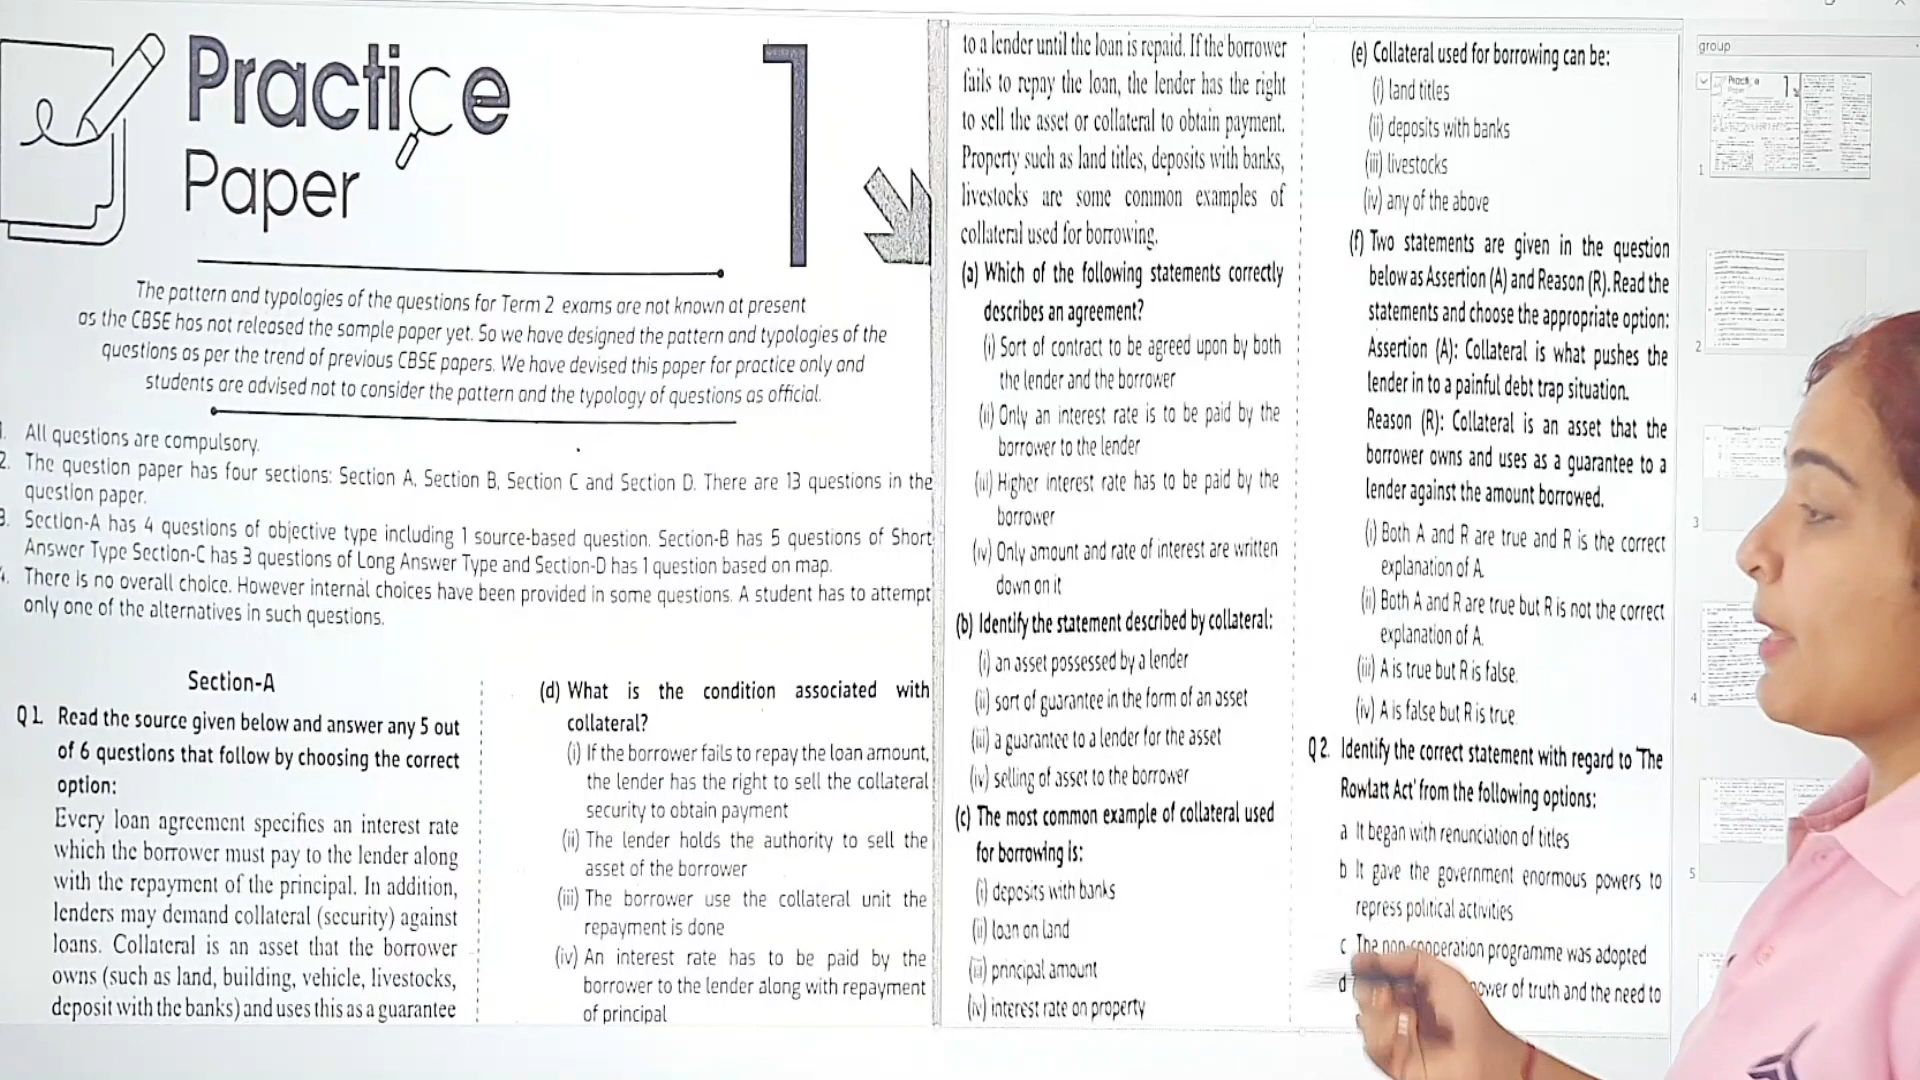 Practice
Paper
1
The pattern and typologies of the questions for Term 2 exams are not known at present
as the CBSE has not released the sample paper yet. So we have designed the pattern and typologies of the
questions as per the trend of previous CBSE papers. We have devised this paper for practice only and
students are advised not to consider the pattern and the typology of questions as official.
1. All questions are compulsory.
2. The question paper has four sections: Section A, Section B, Section C and Section D. There are 13 questions in the
question paper.
3. Section-A has 4 questions of objective type including 1 source-based question. Section-B has 5 questions of Short
Answer Type Section-C has 3 questions of Long Answer Type and Section-D has 1 question based on map.
4. There is no overall choice. However internal choices have been provided in some questions. A student has to attempt
only one of the alternatives in such questions.
Section-A
Q 1. Read the source given below and answer any 5 out
of 6 questions that follow by choosing the correct
option:
Every loan agreement specifies an interest rate
which the borrower must pay to the lender along
with the repayment of the principal. In addition,
lenders may demand collateral (security) against
loans. Collateral is an asset that the borrower
owns (such as land, building, vehicle, livestocks,
deposit with the banks) and uses this as a guarantee
(d) What is the condition associated with
collateral?
(i) If the borrower fails to repay the loan amount,
the lender has the right to sell the collateral
security to obtain payment
(ii) The lender holds the authority to sell the
asset of the borrower
(iii) The borrower use the collateral unit the
repayment is done
(iv) An interest rate has to be paid by the
borrower to the lender along with repayment
of principal
to a lender until the loan is repaid. If the borrower
fails to repay the loan, the lender has the right
to sell the asset or collateral to obtain payment.
Property such as land titles, deposits with banks,
livestocks are some common examples of
collateral used for borrowing.
(a) Which of the following statements correctly
describes an agreement?
(i) Sort of contract to be agreed upon by both
the lender and the borrower
(ii) Only an interest rate is to be paid by the
borrower to the lender
(iii) Higher interest rate has to be paid by the
borrower
(iv) Only amount and rate of interest are written
down on it
(b) Identify the statement described by collateral:
(i) an asset possessed by a lender
(ii) sort of guarantee in the form of an asset
(iii) a guarantee to a lender for the asset
(iv) selling of asset to the borrower
(c) The most common example of collateral used
for borrowing is:
(i) deposits with banks
(ii) loan on land
(iii) principal amount
(iv) interest rate on property
(e) Collateral used for borrowing can be:
(i) land titles
(ii) deposits with banks
(iii) livestocks
(iv) any of the above
(f) Two statements are given in the question
below as Assertion (A) and Reason (R). Read the
statements and choose the appropriate option:
Assertion (A): Collateral is what pushes the
lender in to a painful debt trap situation.
Reason (R): Collateral is an asset that the
borrower owns and uses as a guarantee to a
lender against the amount borrowed.
(i) Both A and R are true and R is the correct
explanation of A.
(ii) Both A and R are true but R is not the correct
explanation of A.
(iii) A is true but R is false.
(iv) A is false but R is true.
Q 2. Identify the correct statement with regard to 'The
Rowlatt Act' from the following options:
a It began with renunciation of titles
b It gave the government enormous powers to
repress political activities
c The non-cooperation programme was adopted
d power of truth and the need to
group
1
2
3
4
5